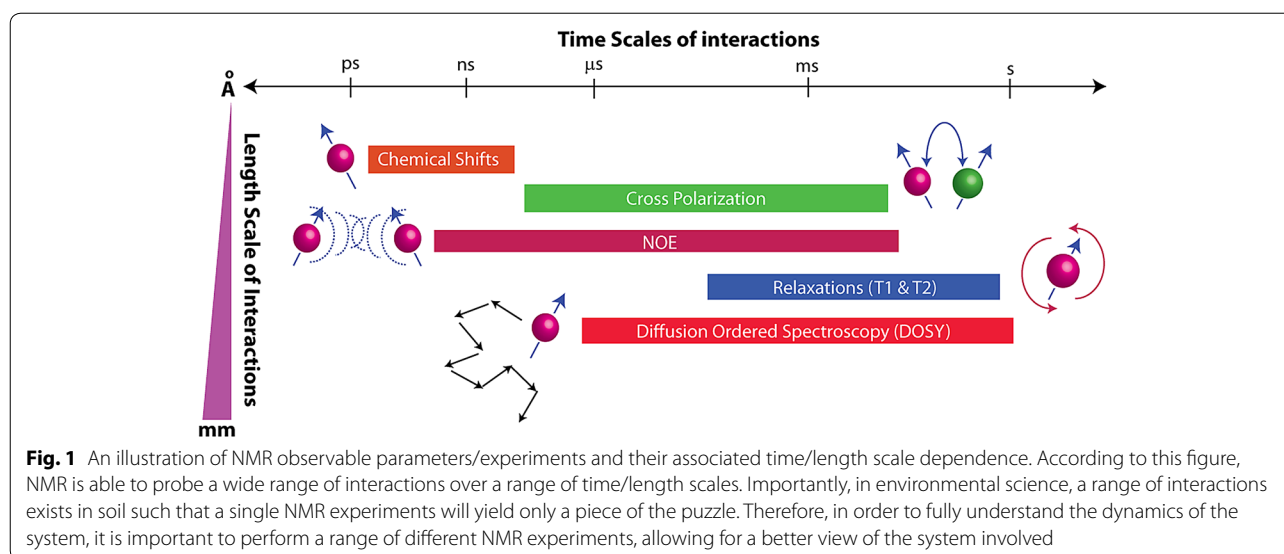 Time Scales of interactions
ps ns μs ms s
Å
Length Scale of Interactions
mm
Chemical Shifts
Cross Polarization
NOE
Relaxations (T1 & T2)
Diffusion Ordered Spectroscopy (DOSY)
Fig. 1 An illustration of NMR observable parameters/experiments and their associated time/length scale dependence. According to this figure,
NMR is able to probe a wide range of interactions over a range of time/length scales. Importantly, in environmental science, a range of interactions
exists in soil such that a single NMR experiments will yield only a piece of the puzzle. Therefore, in order to fully understand the dynamics of the
system, it is important to perform a range of different NMR experiments, allowing for a better view of the system involved